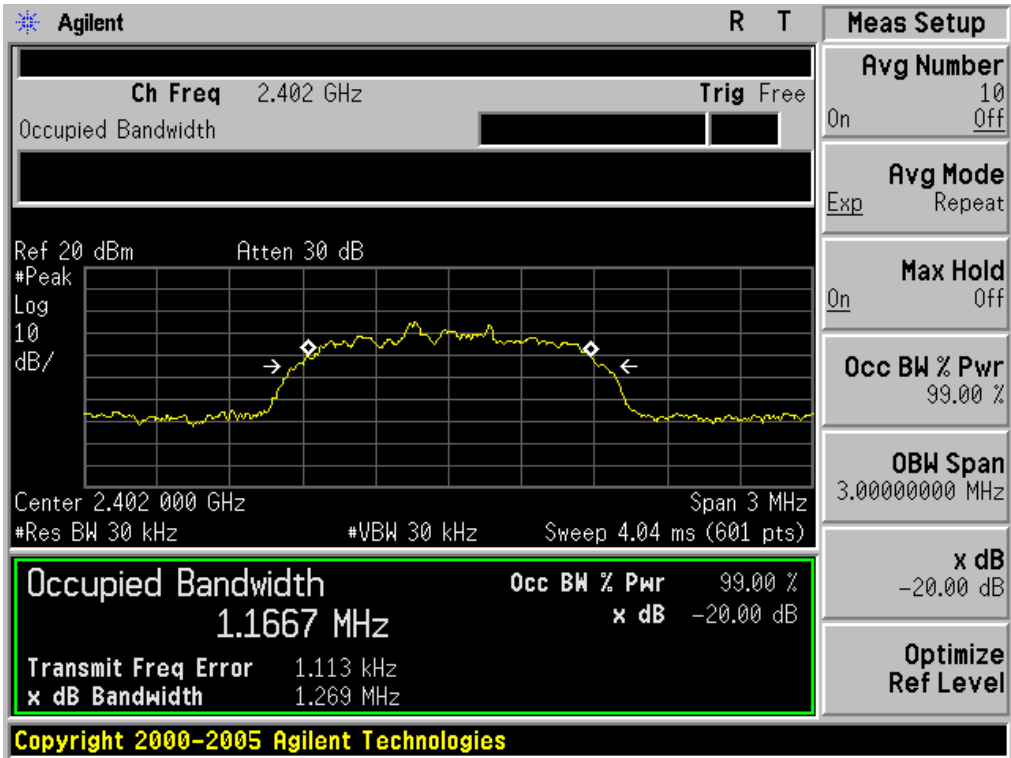 Agilent R T
Ch Freq 2.402 GHz Trig Free
Occupied Bandwidth
Ref 20 dBm Atten 30 dB
#Peak
Log
10
dB/
Center 2.402 000 GHz Span 3 MHz
#Res BW 30 kHz #VBW 30 kHz Sweep 4.04 ms (601 pts)
Occupied Bandwidth Occ BW % Pwr 99.00 %
1.1667 MHz x dB -20.00 dB
Transmit Freq Error 1.113 kHz
x dB Bandwidth 1.269 MHz
Copyright 2000-2005 Agilent Technologies
Meas Setup
Avg Number
10
On Off
Avg Mode
Exp Repeat
Max Hold
On Off
Occ BW % Pwr
99.00 %
OBW Span
3.00000000 MHz
x dB
-20.00 dB
Optimize
Ref Level